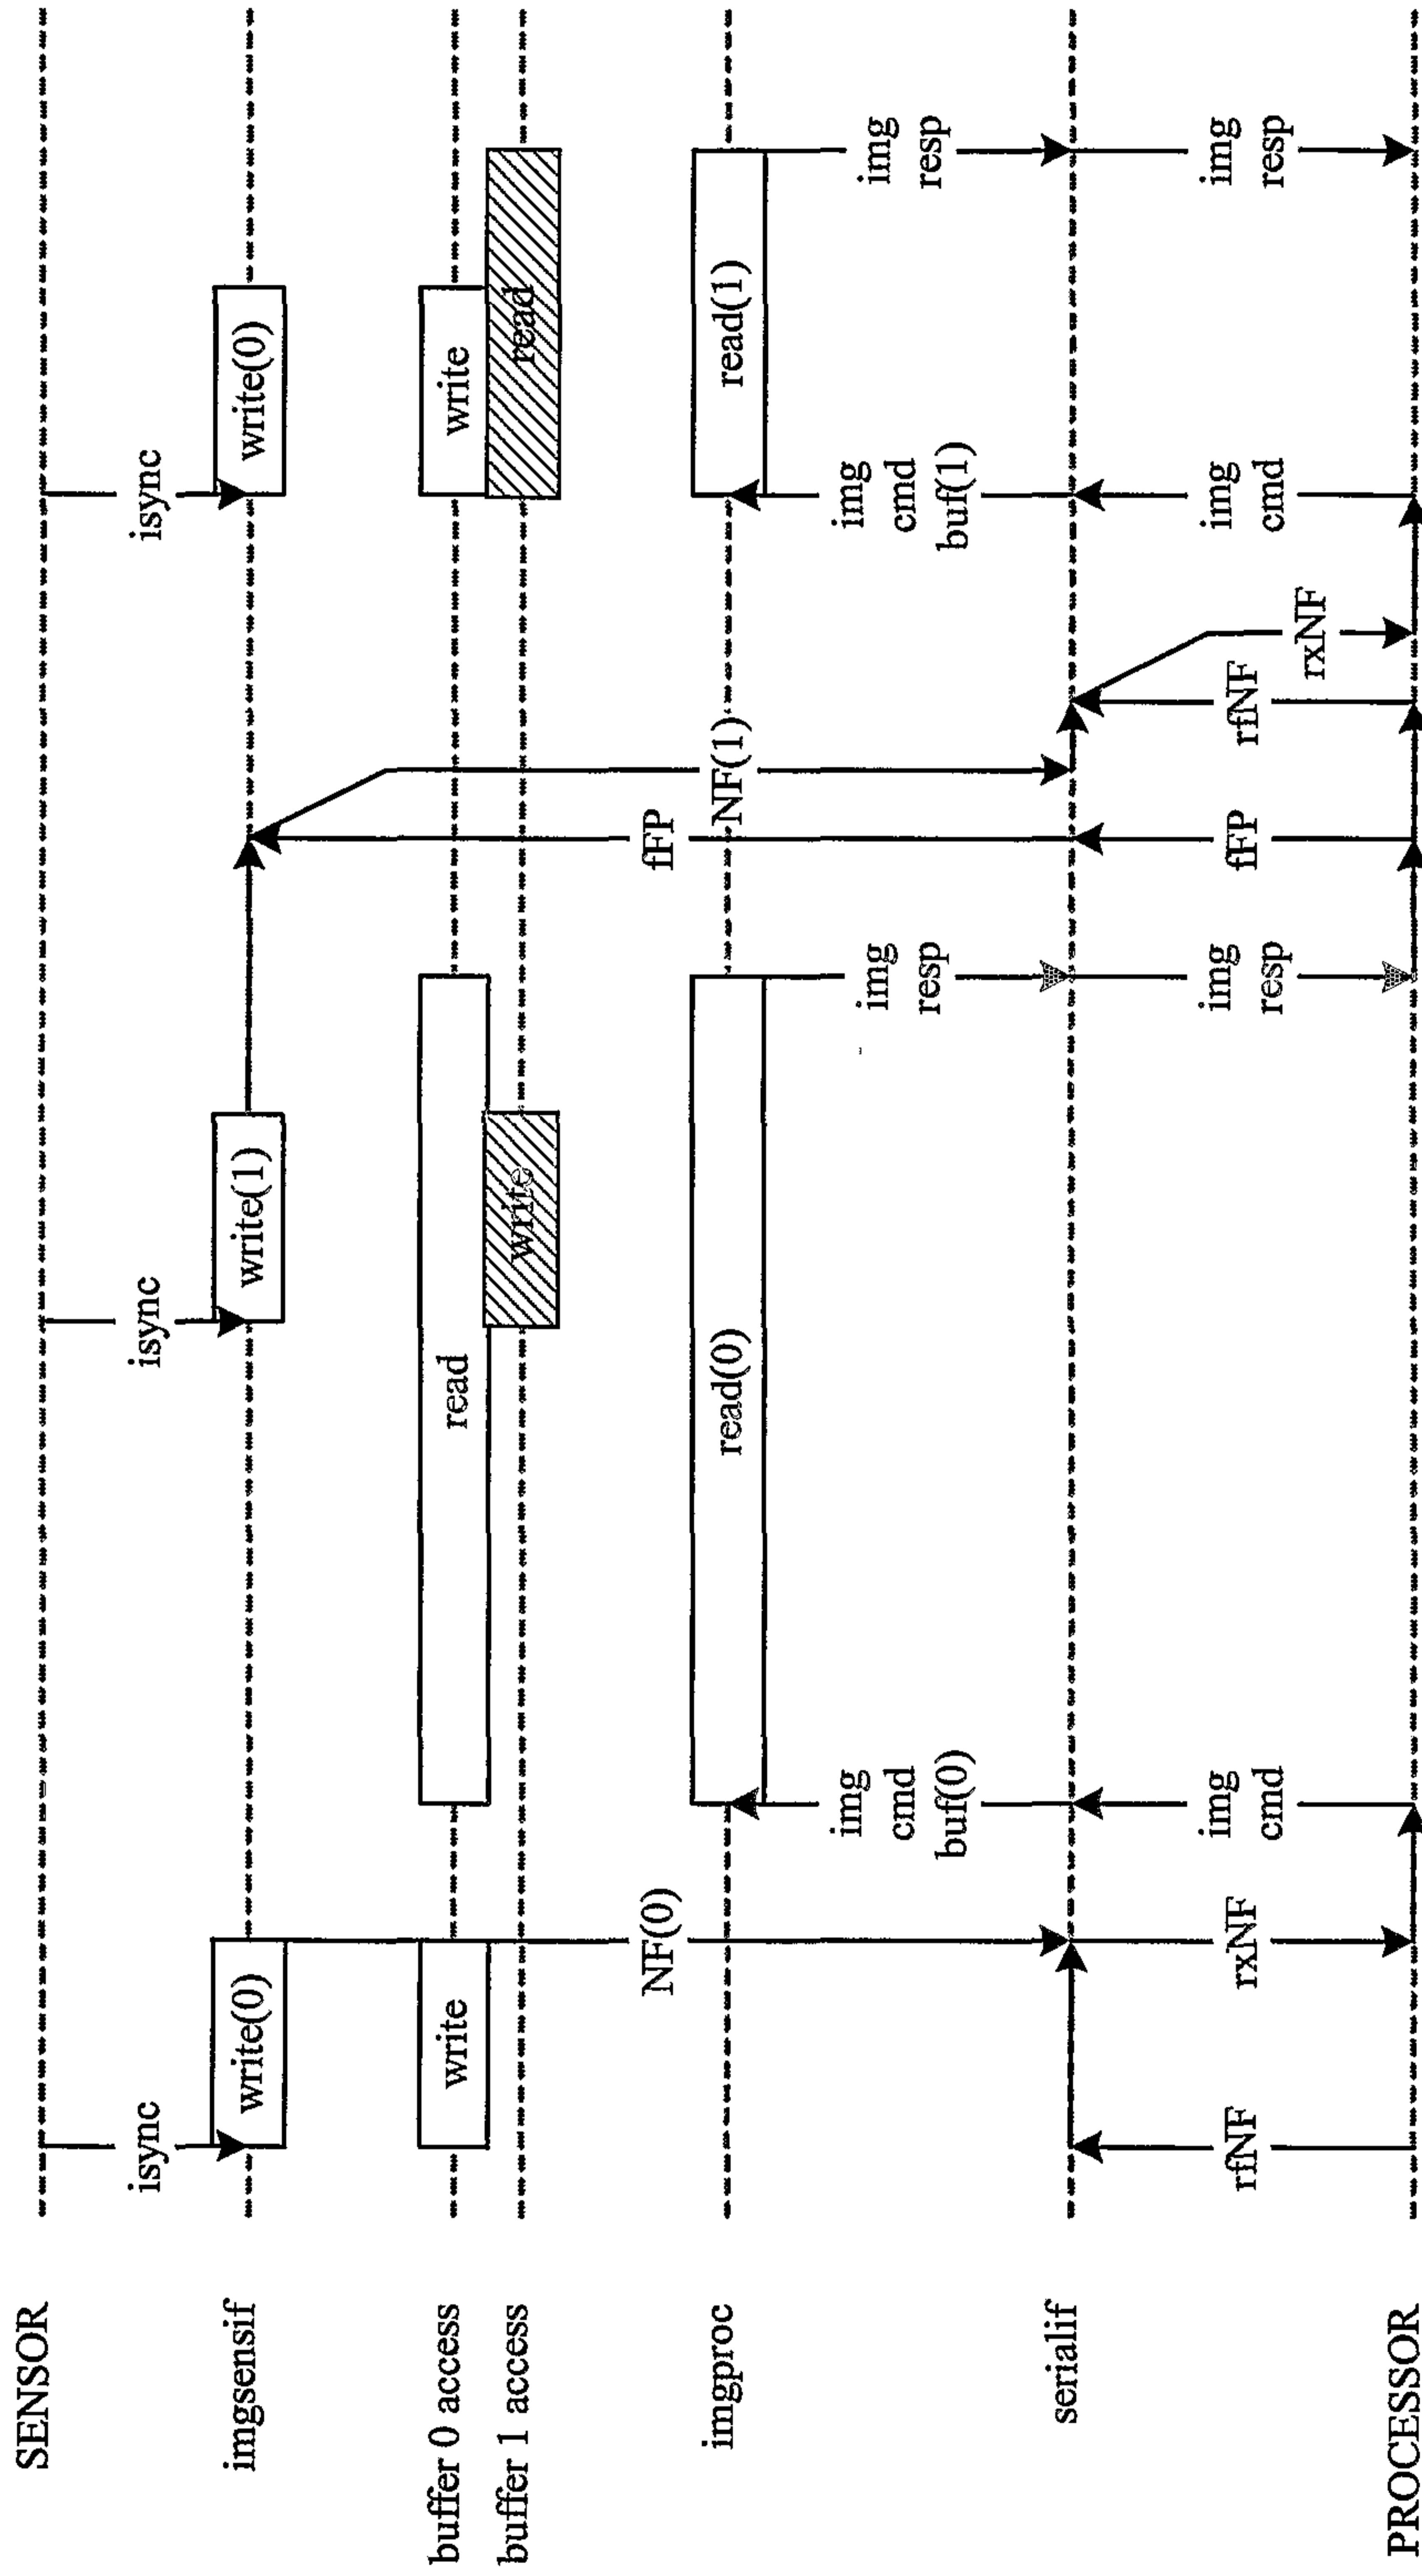 SENSOR
isync
isync
isync
imgsensif
write(0)
write(1)
write(0)
buffer 0 access
write
read
write
buffer 1 access
write
read
NF(0)
fFP
imgproc
read(0)
NF(1)
read(1)
img
cmd
buf(0)
img
resp
img
cmd
buf(1)
img
resp
serialif
rfNF
rxNF
img
cmd
img
resp
fFP
rfNF
rxNF
img
cmd
img
resp
PROCESSOR